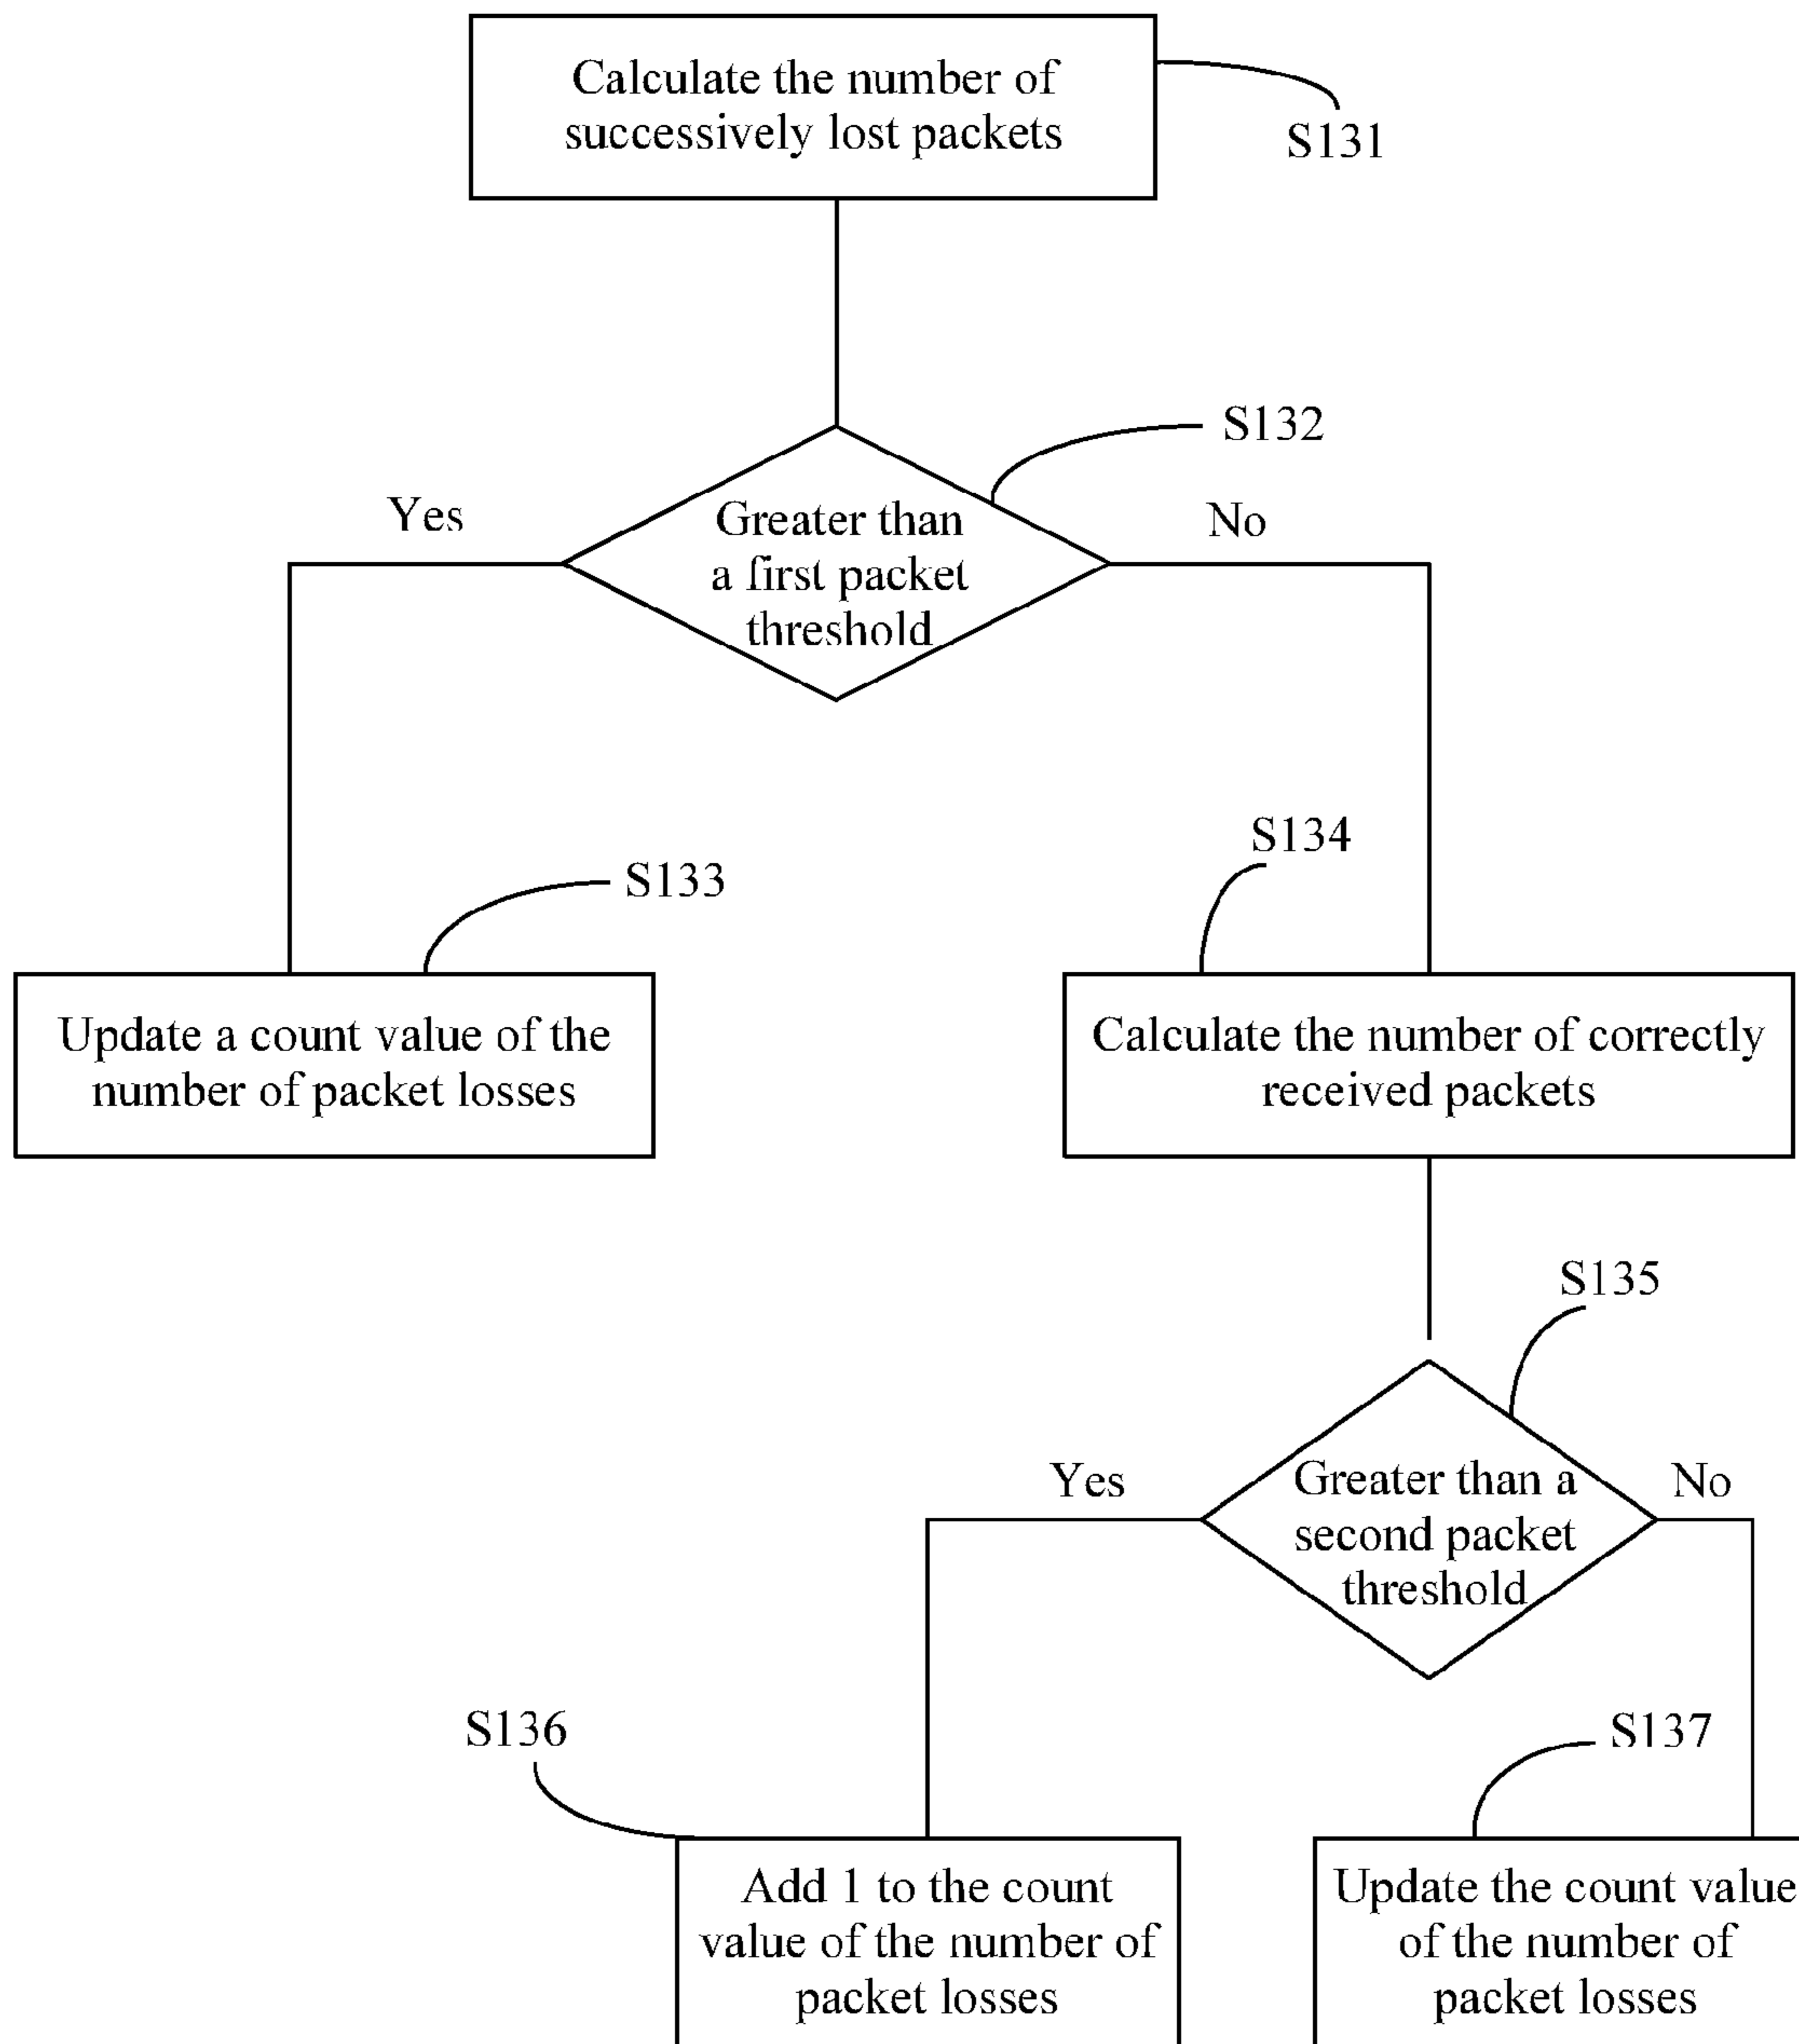 Calculate the number of
successively lost packets
S131
S132
Yes
Greater than
a first packet
threshold
No
S133
S134
Update a count value of the
number of packet losses
Calculate the number of correctly
received packets
S135
Yes
Greater than a
second packet
threshold
No
S136
S137
Add 1 to the count
value of the number of
packet losses
Update the count value
of the number of
packet losses